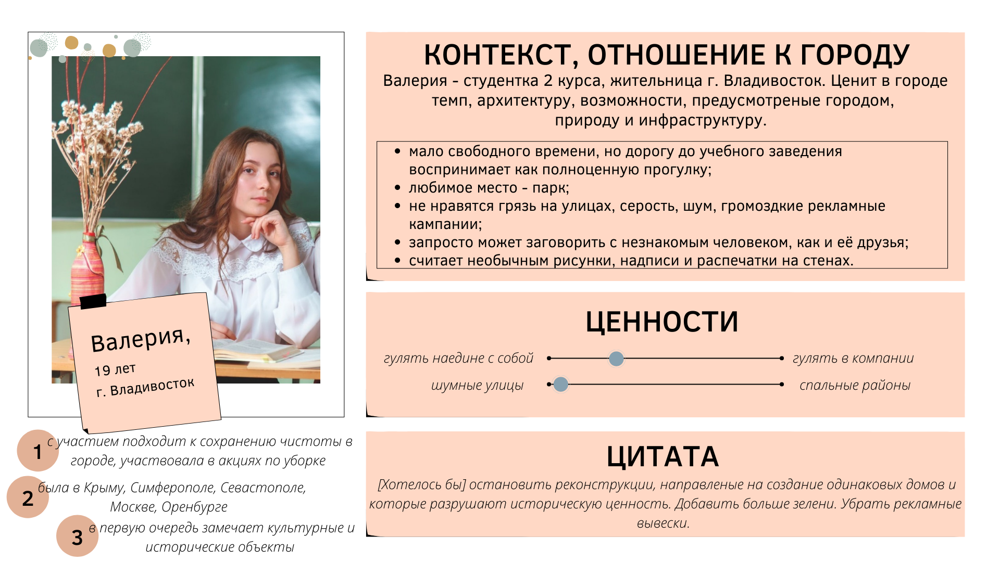 Валерия,
19 лет
г. Владивосток
1
с участием подходит к сохранению чистоты в
городе, участвовала в акциях по уборке
2
была в Крыму, Симферополе, Севастополе,
Москве, Оренбурге
3
в первую очередь замечает культурные и
исторические объекты
КОНТЕКСТ, ОТНОШЕНИЕ К ГОРОДУ
Валерия - студентка 2 курса, жительница г. Владивосток. Ценит в городе
темп, архитектуру, возможности, предусмотреные городом,
природу и инфраструктуру.
• мало свободного времени, но дорогу до учебного заведения
воспринимает как полноценную прогулку;
• любимое место - парк;
• не нравятся грязь на улицах, серость, шум, громоздкие рекламные
кампании;
• запросто может заговорить с незнакомым человеком, как и её друзья;
• считает необычным рисунки, надписи и распечатки на стенах.
ЦЕННОСТИ
гулять наедине с собой гулять в компании
шумные улицы спальные районы
ЦИТАТА
[Хотелось бы] остановить реконструкции, направленые на создание одинаковых домов и
которые разрушают историческую ценность. Добавить больше зелени. Убрать рекламные
вывески.